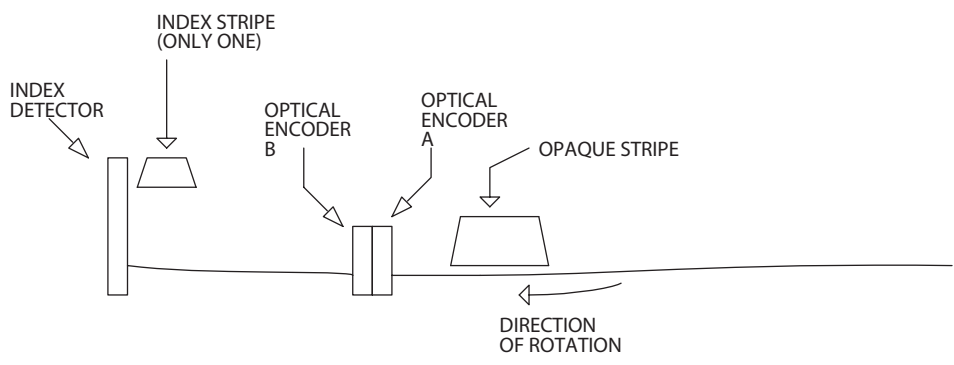 INDEX STRIPE
(ONLY ONE)
INDEX
DETECTOR
OPTICAL
ENCODER
B
OPTICAL
ENCODER
A
OPAQUE STRIPE
DIRECTION
OF ROTATION